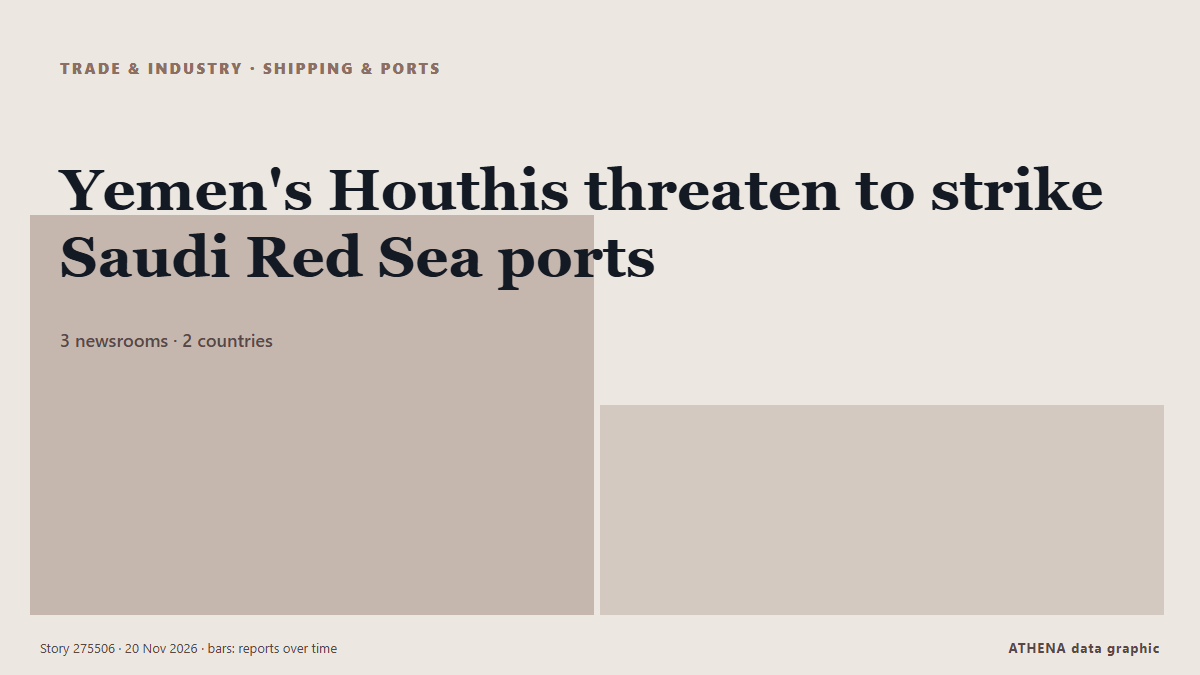 TRADE & INDUSTRY · SHIPPING & PORTS
Yemen's Houthis threaten to strike
Saudi Red Sea ports
3 newsrooms · 2 countries
Story 275506 · 20 Nov 2026 · bars: reports over time
ATHENA data graphic